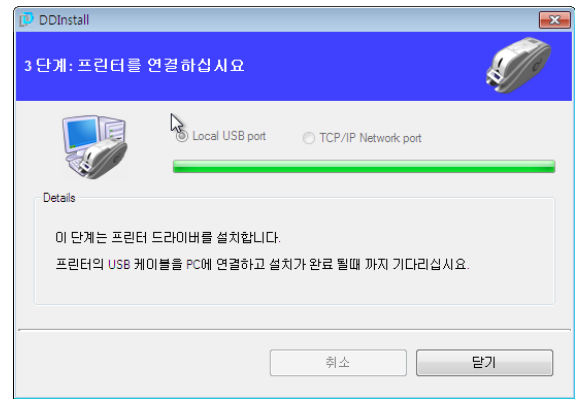 DDInstall
3 단계: 프린터를 연결하십시요
Local USB port
TCP/IP Network port
Details
이 단계는 프린터 드라이버를 설치합니다.
프린터의 USB 케이블을 PC에 연결하고 설치가 완료 될때 까지 기다리십시요.
취소
닫기